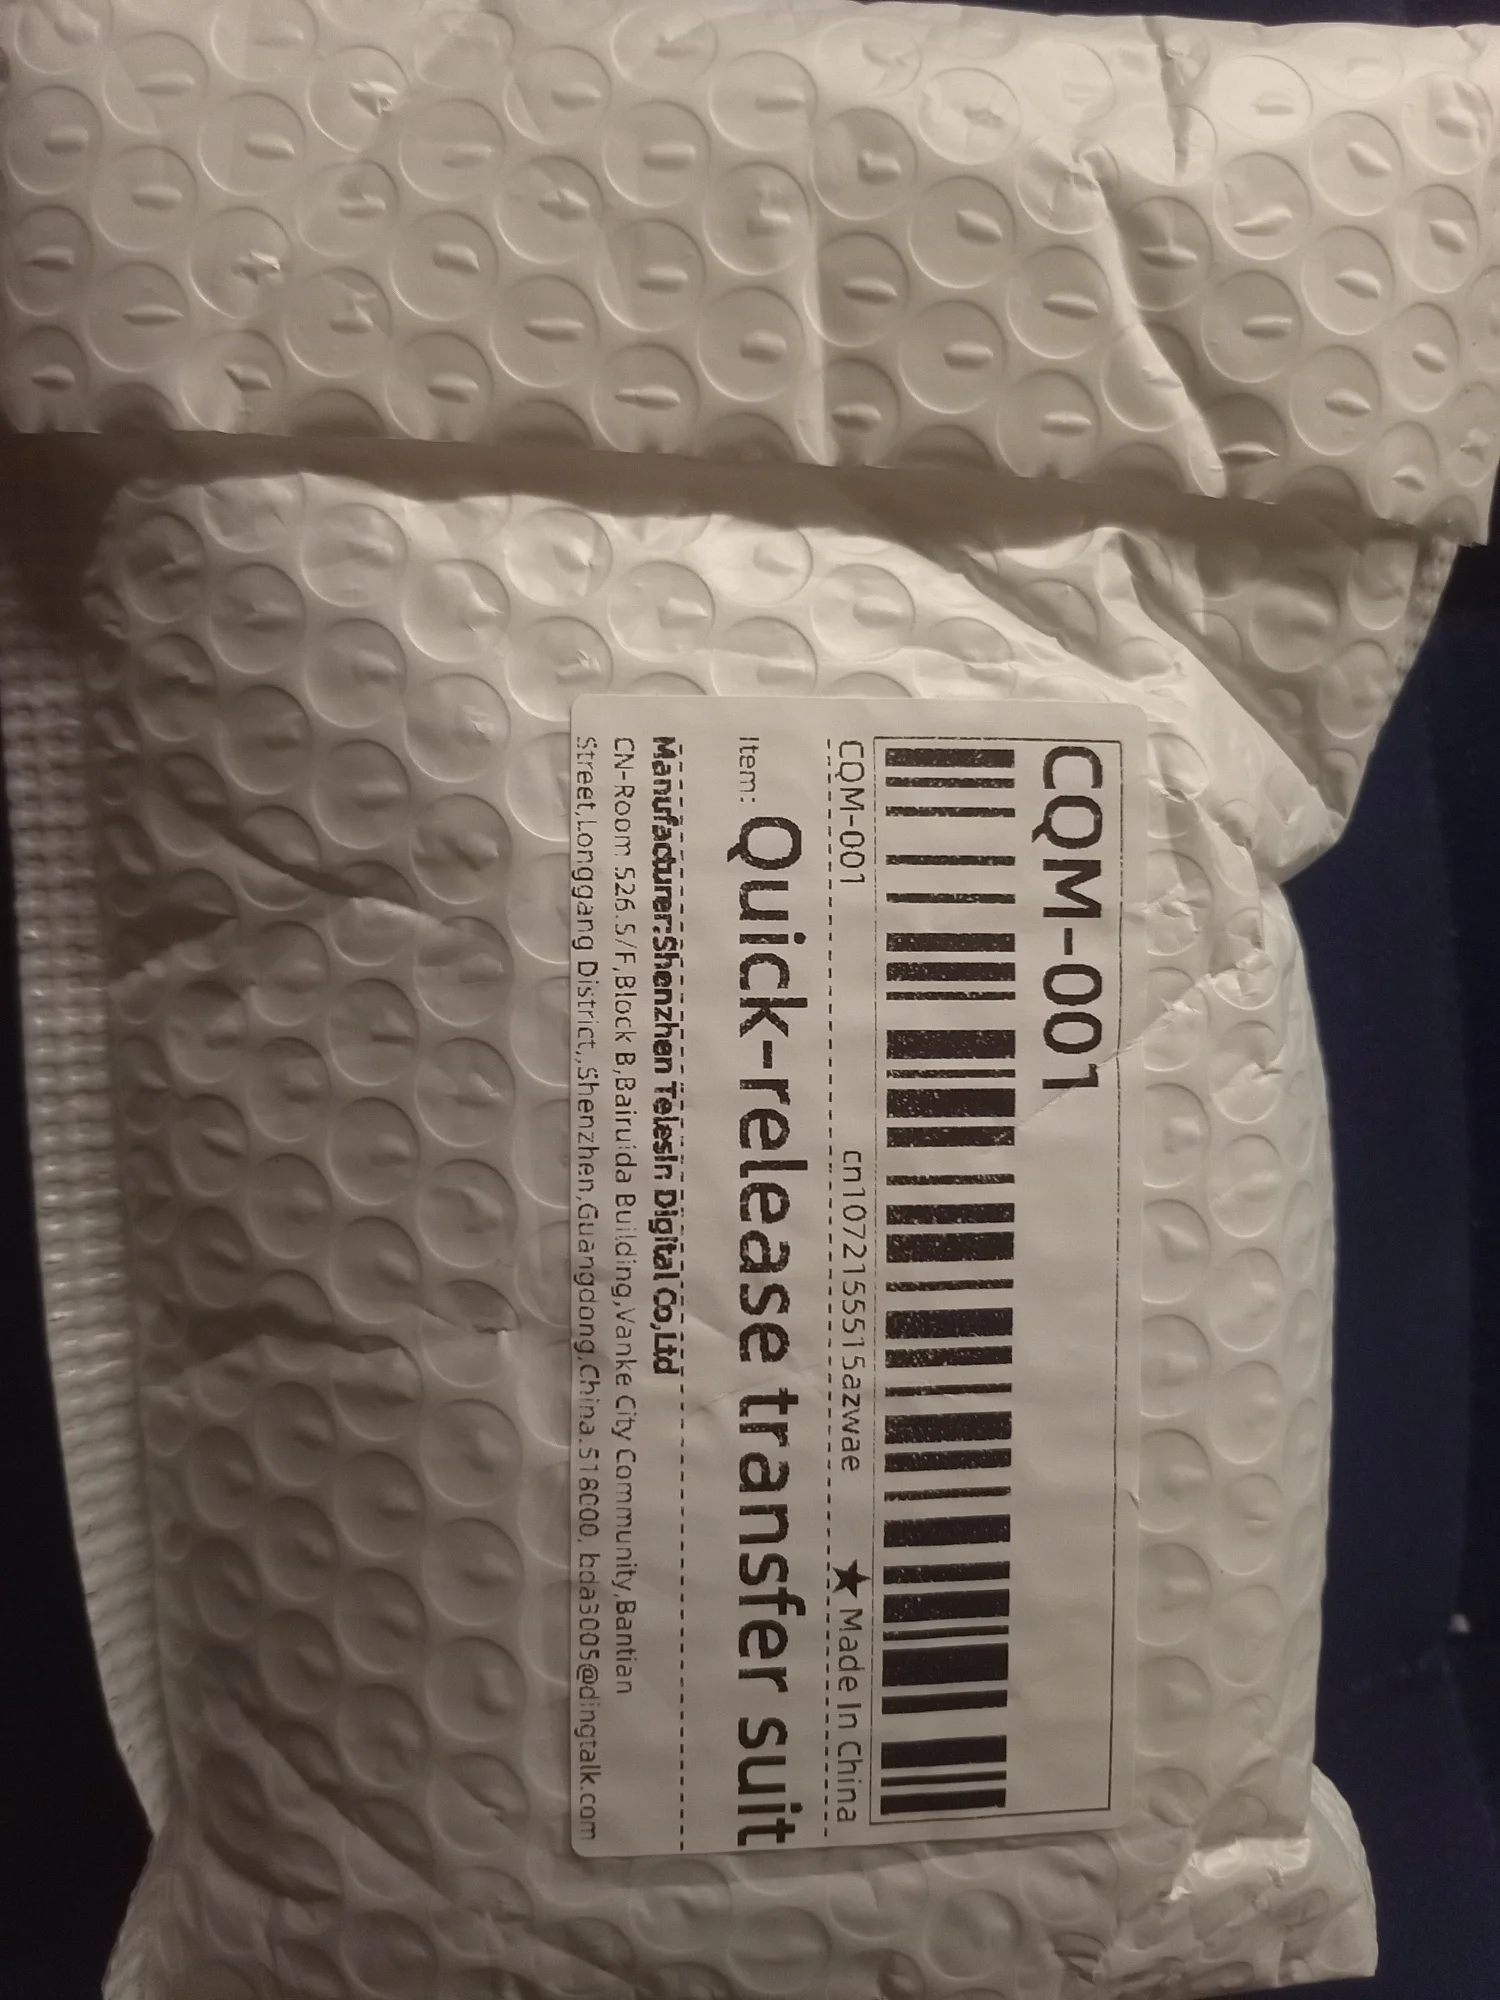 CQM-001
CQM-001 cn1072155515azwae ★ Made In China
Item: Quick-release transfer suit
Manufacturer:Shenzhen Telesin Digital Co,Ltd
CN-Room 526.5/F,Block B,Bairuida Building,Vanke City Community,Bantian
Street,Longgang District,,Shenzhen,Guangdong,China.518000, bda3005@dingtalk.com